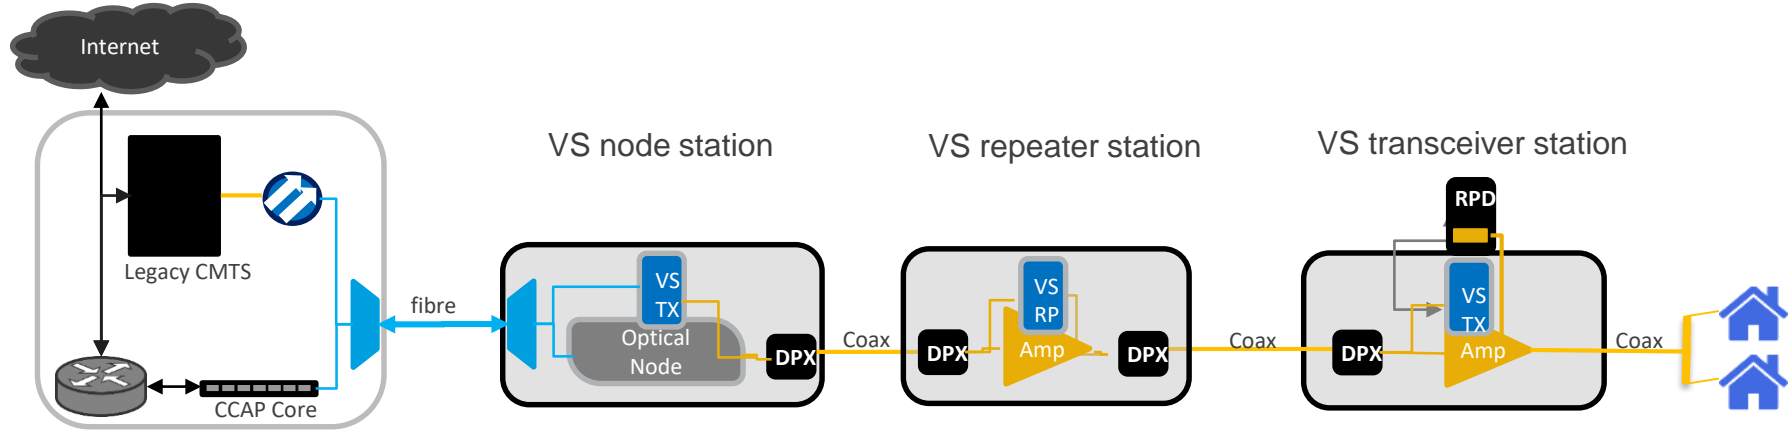 Internet
Legacy CMTS
CCAP Core
fibre
VS node station
VS
TX
Optical
Node
DPX
Coax
VS repeater station
DPX
VS
RP
Amp
DPX
Coax
VS transceiver station
RPD
DPX
VS
TX
Amp
Coax